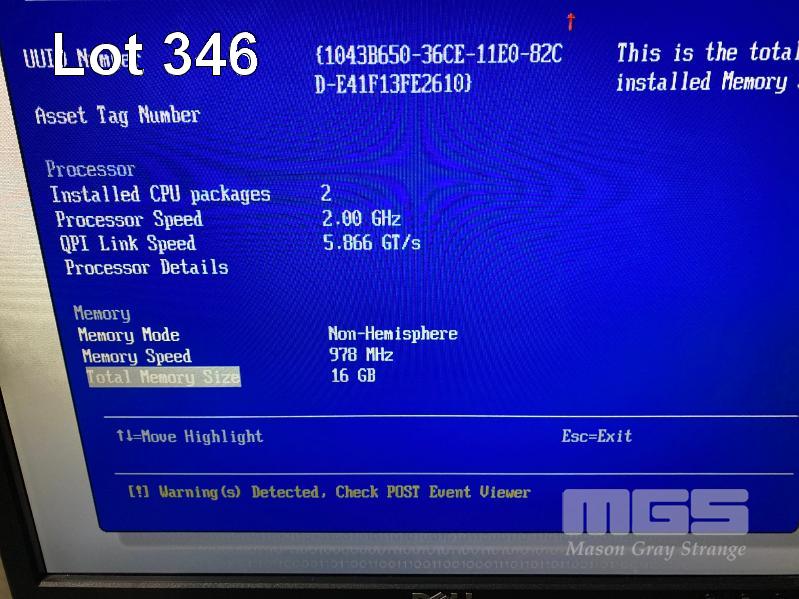 Lot 346
UUID Number {1043B650-36CE-11E0-82C This is the total
D-E41F13FE2610} installed Memory
Asset Tag Number
Processor
Installed CPU packages 2
Processor Speed 2.00 GHz
QPI Link Speed 5.866 GT/s
Processor Details
Memory
Memory Mode Non-Hemisphere
Memory Speed 978 MHz
Total Memory Size 16 GB
↑↓=Move Highlight Esc=Exit
[!] Warning(s) Detected, Check POST Event Viewer
MGS
Mason Gray Strange
DELL